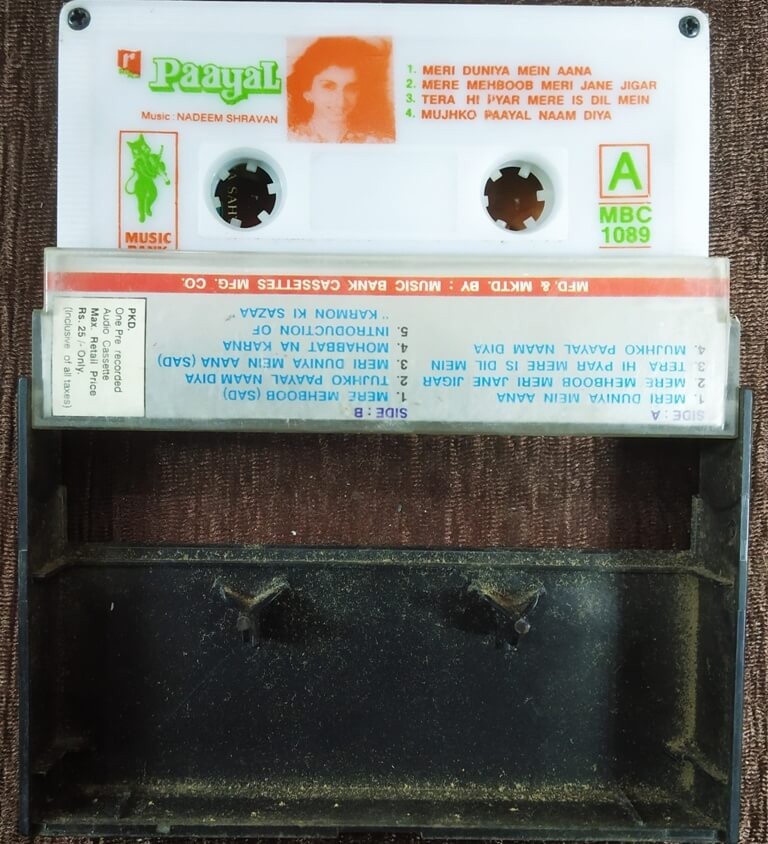 r
Paayal
Music : NADEEM SHRAVAN
1. MERI DUNIYA MEIN AANA
2. MERE MEHBOOB MERI JANE JIGAR
3. TERA HI PYAR MERE IS DIL MEIN
4. MUJHKO PAAYAL NAAM DIYA
MUSIC
BANK
A
MBC
1089
MFD. & MKTD. BY : MUSIC BANK CASSETTES MFG. CO.
SIDE : A
1. MERI DUNIYA MEIN AANA
2. MERE MEHBOOB MERI JANE JIGAR
3. TERA HI PYAR MERE IS DIL MEIN
4. MUJHKO PAAYAL NAAM DIYA
SIDE : B
1. MERE MEHBOOB (SAD)
2. TUJHKO PAAYAL NAAM DIYA
3. MERI DUNIYA MEIN AANA (SAD)
4. MOHABBAT NA KARNA
5. INTRODUCTION OF
" KARMON KI SAZAA
PKD.
One Pre recorded
Audio Cassette
Max. Retail Price
Rs. 25 /- Only.
(Inclusive of all taxes)